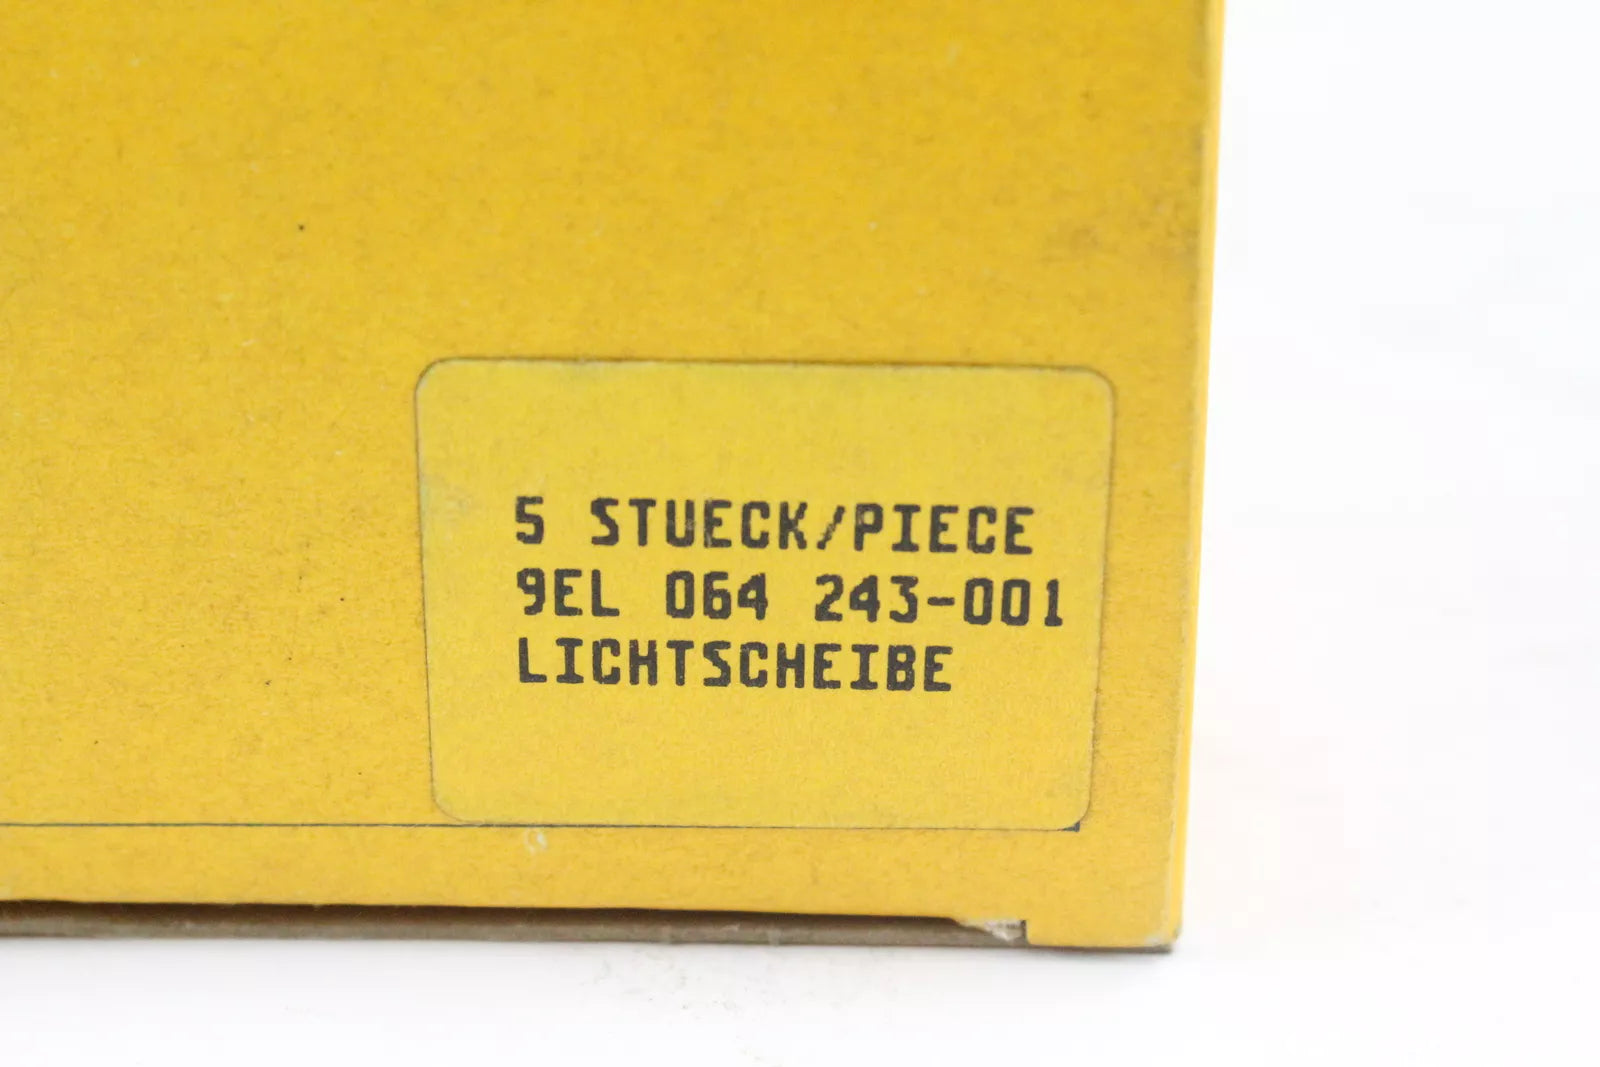 5 STUECK/PIECE
9EL 064 243-001
LICHTSCHEIBE